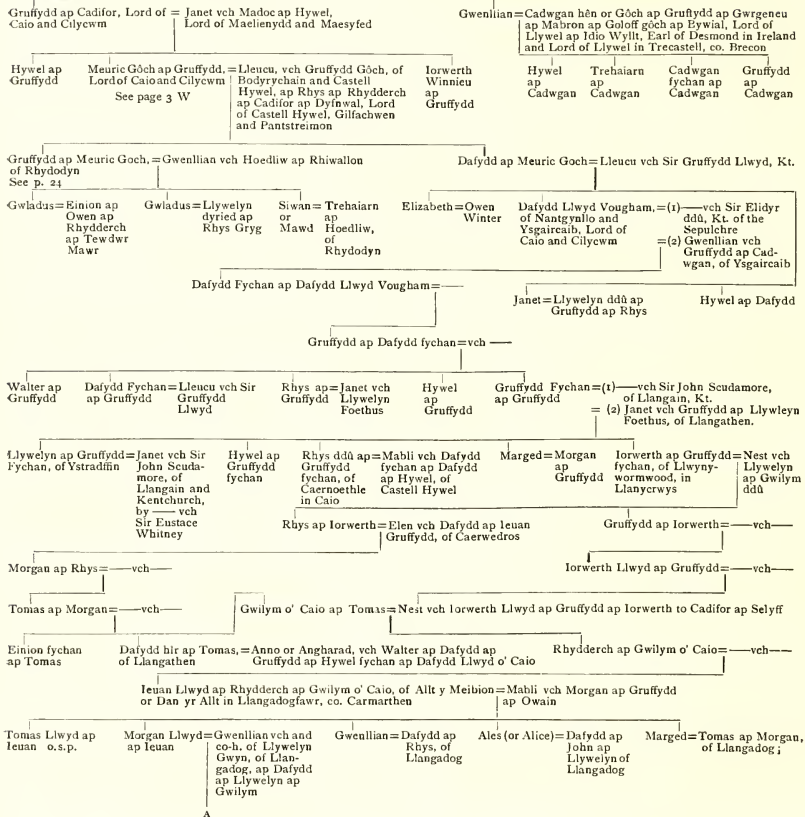 Gruffydd ap Cadifor, Lord of = Janet vch Madoc ap Hywel,
Caio and Cilycwm
Lord of Maelienydd and Maesyfed
Gwenllian = Cadwgan hên or Gôch ap Gruffydd ap Gwrgeneu
ap Mabron ap Goloff gôch ap Eywial, Lord of
Llywel ap Idio Wyllt, Earl of Desmond in Ireland
and Lord of Llywel in Trecastell, co. Brecon
Hywel ap
Gruffydd
Meuric Gôch ap Gruffydd, = Lleucu, vch Gruffydd Gôch, of
Lord of Caio and Cilycwm
See page 3 W
Bodyrychain and Castell
Hywel, ap Rhys ap Rhydderch
ap Cadifor ap Dyfnwal, Lord
of Castell Hywel, Gilfachwen
and Pantstreimon
Iorwerth
Winnieu
ap
Gruffydd
Hywel
ap
Cadwgan
Trehaiarn
ap
Cadwgan
Cadwgan
fychan ap
Cadwgan
Gruffydd
ap
Cadwgan
Gruffydd ap Meuric Goch, = Gwenllian vch Hoedliw ap Rhiwallon
of Rhydodyn
See p. 24
Dafydd ap Meuric Goch = Lleucu vch Sir Gruffydd Llwyd, Kt.
Gwladus = Einion ap
Owen ap
Rhydderch
ap Tewdwr
Mawr
Gwladus = Llywelyn
dyried ap
Rhys Gryg
Siwan = Trehaiarn
or
Mawd
ap
Hoedliw,
of
Rhydodyn
Elizabeth = Owen
Winter
Dafydd Llwyd Vougham, = (1) —— vch Sir Elidyr
of Nantgynllo and
Ysgaircaib, Lord of
Caio and Cilycwm
ddû, Kt. of the
Sepulchre
= (2) Gwenllian vch
Gruffydd ap Cad-
wgan, of Ysgaircaib
Dafydd Fychan ap Dafydd Llwyd Vougham = ——
Janet = Llywelyn ddû ap
Gruffydd ap Rhys
Hywel ap Dafydd
Gruffydd ap Dafydd fychan = vch ——
Walter ap
Gruffydd
Dafydd Fychan = Lleucu vch Sir
ap Gruffydd
Gruffydd
Llwyd
Rhys ap = Janet vch
Gruffydd
Llywelyn
Foethus
Hywel
ap
Gruffydd
Gruffydd Fychan = (1) —— vch Sir John Scudamore,
ap Gruffydd
of Llangain, Kt.
= (2) Janet vch Gruffydd ap Llywleyn
Foethus, of Llangathen.
Llywelyn ap Gruffydd = Janet vch Sir
Fychan, of Ystradffin
John Scuda-
more, of
Llangain and
Kentchurch,
by —— vch
Sir Eustace
Whitney
Hywel ap
Gruffydd
fychan
Rhys ddû ap = Mabli vch Dafydd
Gruffydd
fychan, of
Caernoethle
in Caio
fychan ap Dafydd
ap Hywel, of
Castell Hywel
Marged = Morgan
ap
Gruffydd
Iorwerth ap Gruffydd = Nest vch
fychan, of Llwyny-
wormwood, in
Llanycrwys
Llywelyn
ap Gwilym
ddû
Rhys ap Iorwerth = Elen vch Dafydd ap Ieuan
Gruffydd, of Caerwedros
Gruffydd ap Iorwerth = —— vch ——
Morgan ap Rhys = —— vch ——
Iorwerth Llwyd ap Gruffydd = —— vch ——
Tomas ap Morgan = —— vch ——
Gwilym o' Caio ap Tomas = Nest vch Iorwerth Llwyd ap Gruffydd ap Iorwerth to Cadifor ap Selyff
Einion fychan
ap Tomas
Dafydd hîr ap Tomas, = Anno or Angharad, vch Walter ap Dafydd ap
of Llangathen
Gruffydd ap Hywel fychan ap Dafydd Llwyd o' Caio
Rhydderch ap Gwilym o' Caio = —— vch ——
Ieuan Llwyd ap Rhydderch ap Gwilym o' Caio, of Allt y Meibion = Mabli vch Morgan ap Gruffydd
or Dan yr Allt in Llangadogfawr, co. Carmarthen
ap Owain
Tomas Llwyd ap
Ieuan o.s.p.
Morgan Llwyd = Gwenllian vch and
ap Ieuan
co-h. of Llywelyn
Gwyn, of Llan-
gadog, ap Dafydd
ap Llywelyn ap
Gwilym
Gwenllian = Dafydd ap
Rhys, of
Llangadog
Ales (or Alice) = Dafydd ap
John ap
Llywelyn of
Llangadog
Marged = Tomas ap Morgan,
of Llangadog;
A